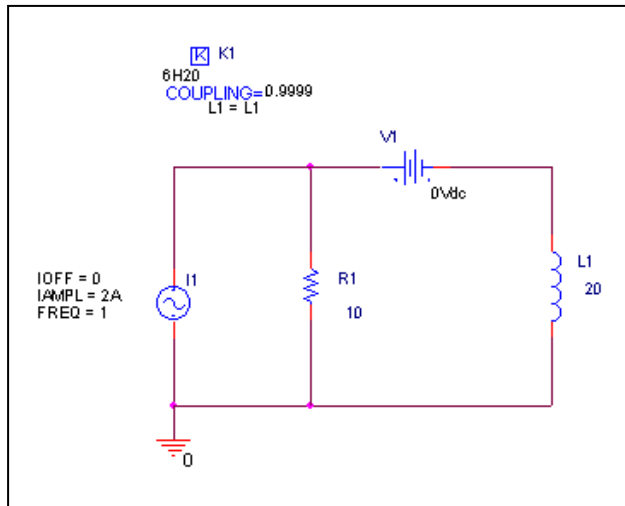 K K1
6H20
COUPLING=0.9999
L1 = L1
V1
0Vdc
IOFF = 0
IAMPL = 2A
FREQ = 1
I1
R1
10
L1
20
0